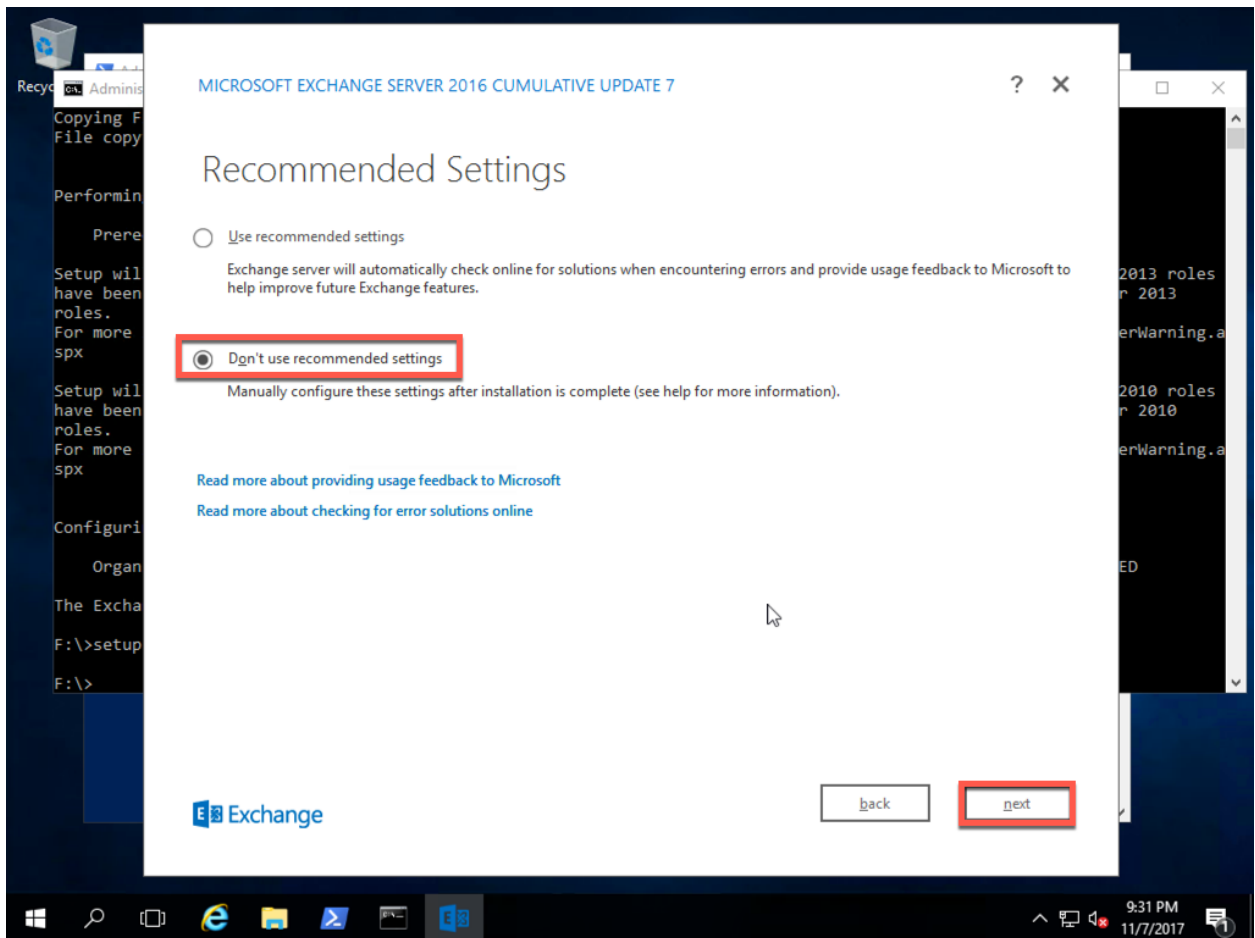 Recyc
Adminis
MICROSOFT EXCHANGE SERVER 2016 CUMULATIVE UPDATE 7
?
Recommended Settings
Use recommended settings
Exchange server will automatically check online for solutions when encountering errors and provide usage feedback to Microsoft to
help improve future Exchange features.
Don't use recommended settings
Manually configure these settings after installation is complete (see help for more information).
Read more about providing usage feedback to Microsoft
Read more about checking for error solutions online
Exchange
back
next
Copying F
File copy
Performin
Prere
Setup wil
have been
roles.
For more
spx
Setup wil
have been
roles.
For more
spx
Configuri
Organ
The Excha
F:\>setup
F:\>
2013 roles
r 2013
erWarning.a
2010 roles
r 2010
erWarning.a
ED
9:31 PM
11/7/2017
1